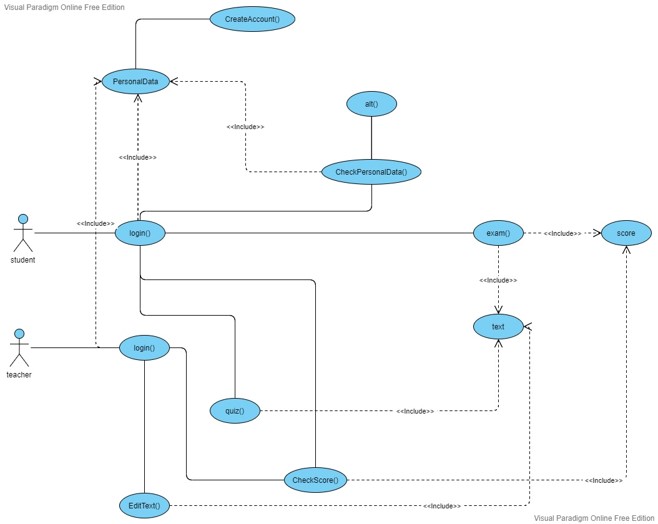 Visual Paradigm Online Free Edition
CreateAccount()
PersonalData
alt()
<<Include>>
<<Include>>
CheckPersonalData()
<<Include>>
login()
exam()
<<Include>>
score
student
<<Include>>
text
login()
teacher
quiz()
<<Include>>
CheckScore()
<<Include>>
EditText()
<<Include>>
Visual Paradigm Online Free Edition